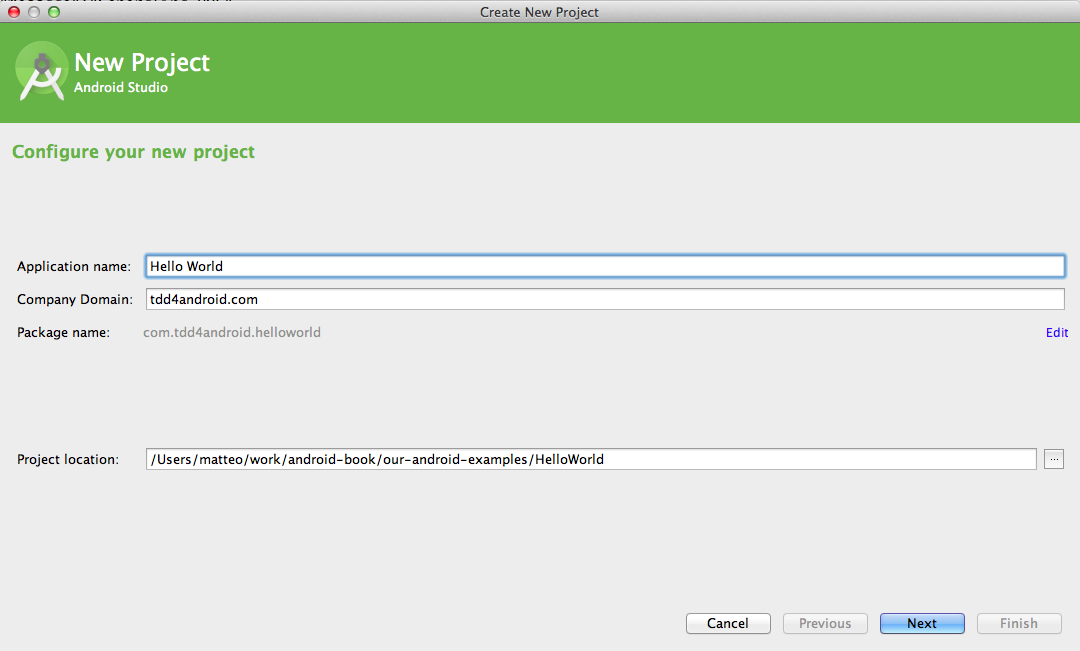 Create New Project
New Project
Android Studio
Configure your new project
Application name: Hello World
Company Domain: tdd4android.com
Package name: com.tdd4android.helloworld Edit
Project location: /Users/matteo/work/android-book/our-android-examples/HelloWorld ...
Cancel Previous Next Finish